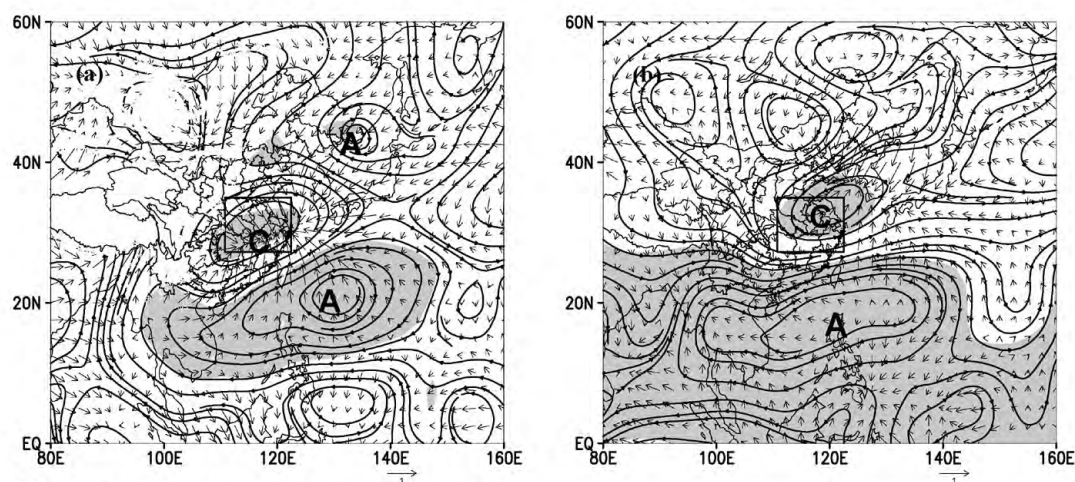 60N 60N
(a) (b)
A
40N 40N
C C
A A
20N 20N
EQ EQ
80E 100E 120E 140E 160E 80E 100E 120E 140E 160E
1 1